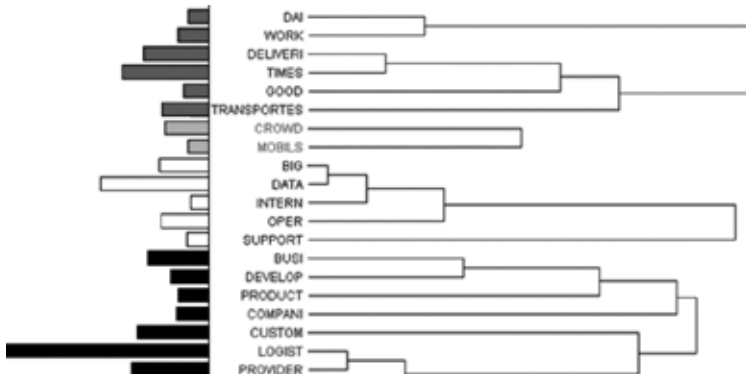 DAI
WORK
DELIVERI
TIMES
GOOD
TRANSPORTES
CROWD
MOBILS
BIG
DATA
INTERN
OPER
SUPPORT
BUSI
DEVELOP
PRODUCT
COMPANI
CUSTOM
LOGIST
PROVIDER